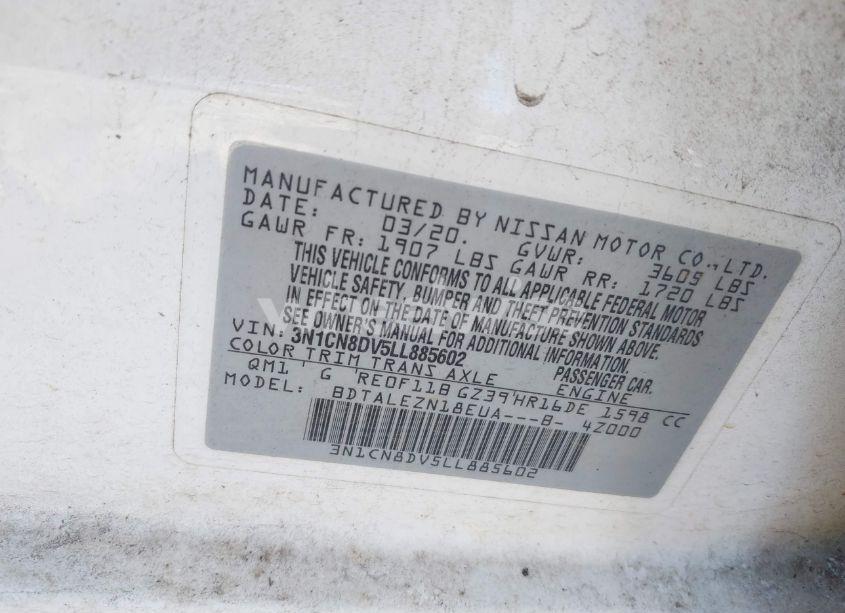 MANUFACTURED BY NISSAN MOTOR CO.,LTD.
DATE: 03/20. GVWR: 3609 LBS
GAWR FR: 1907 LBS GAWR RR: 1720 LBS
THIS VEHICLE CONFORMS TO ALL APPLICABLE FEDERAL MOTOR
VEHICLE SAFETY, BUMPER AND THEFT PREVENTION STANDARDS
IN EFFECT ON THE DATE OF MANUFACTURE SHOWN ABOVE.
SEE OWNER'S MANUAL FOR ADDITIONAL INFORMATION.
VIN: 3N1CN8DV5LL885602 PASSENGER CAR.
COLOR TRIM TRANS AXLE ENGINE
QM1 ' G 'RE0F11B GZ39'HR16DE 1598 CC
MODEL: BDTALEZN18EUA---B- 4Z000
3N1CN8DV5LL885602